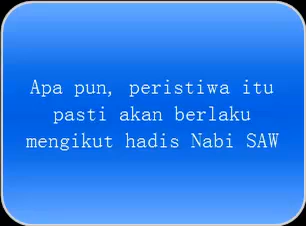 Apa pun, peristiwa itu
pasti akan berlaku
mengikut hadis Nabi SAW